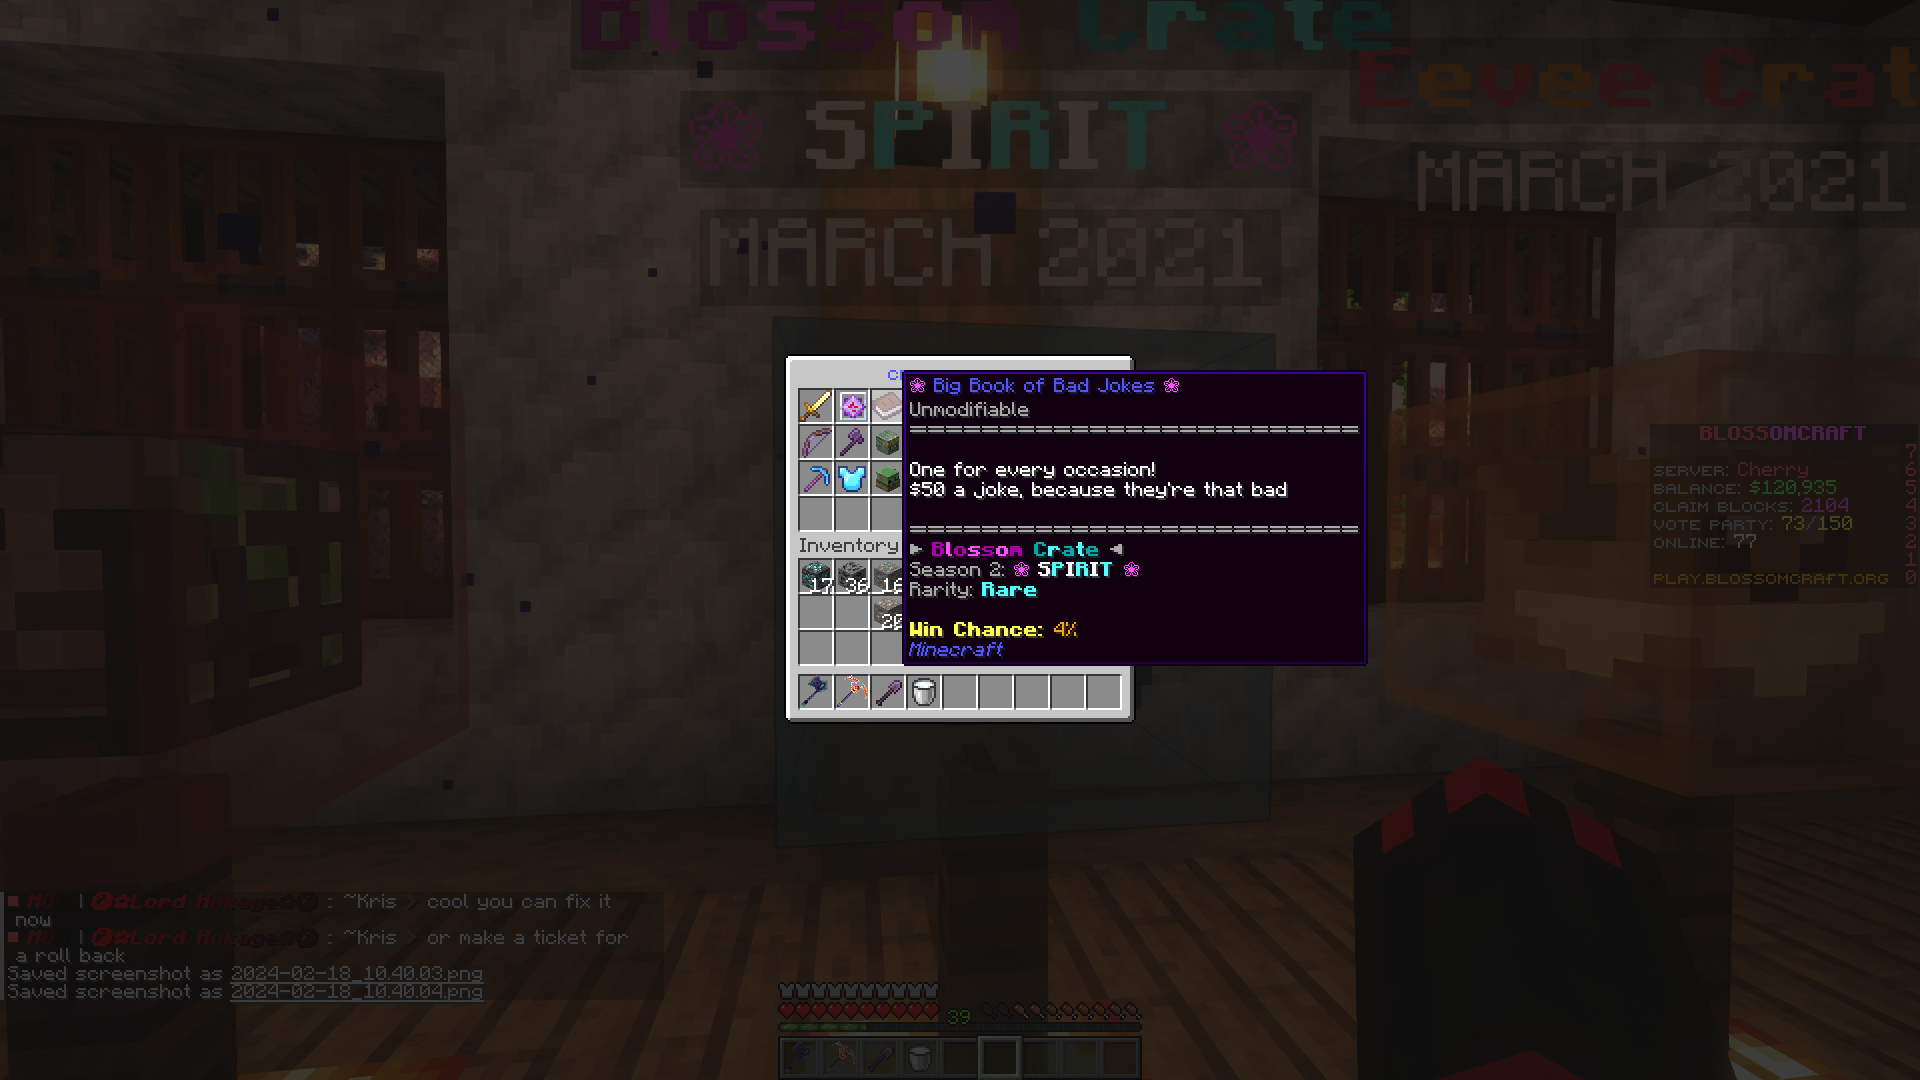 Blossom Crate
❀ SPIRIT ❀
MARCH 2021
Eevee Crat
MARCH 2021
❀ Big Book of Bad Jokes ❀
Unmodifiable
One for every occasion!
$50 a joke, because they're that bad
▶ Blossom Crate ◀
Season 2: ❀ SPIRIT ❀
Rarity: Rare
Win Chance: 4%
Minecraft
Inventory
17 36 16
20
BLOSSOMCRAFT
7
SERVER: Cherry 6
BALANCE: $120,935 5
CLAIM BLOCKS: 2104 4
VOTE PARTY: 73/150 3
ONLINE: 77 2
1
PLAY.BLOSSOMCRAFT.ORG 0
| Lord Hokage : ~Kris > cool you can fix it
now
| Lord Hokage : ~Kris > or make a ticket for
a roll back
Saved screenshot as 2024-02-18_10.40.03.png
Saved screenshot as 2024-02-18_10.40.04.png
39